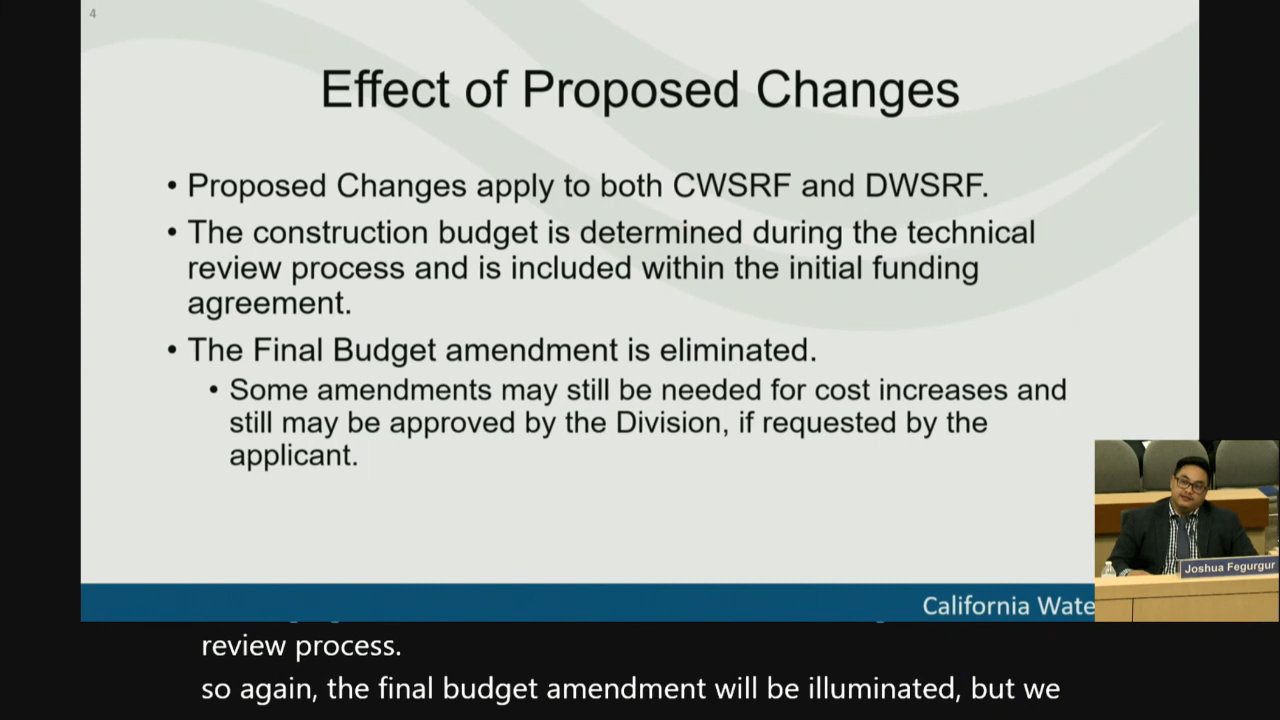 4
Effect of Proposed Changes
• Proposed Changes apply to both CWSRF and DWSRF.
• The construction budget is determined during the technical
review process and is included within the initial funding
agreement.
• The Final Budget amendment is eliminated.
• Some amendments may still be needed for cost increases and
still may be approved by the Division, if requested by the
applicant.
Joshua Fegurgur
California Wate
review process.
so again, the final budget amendment will be illuminated, but we